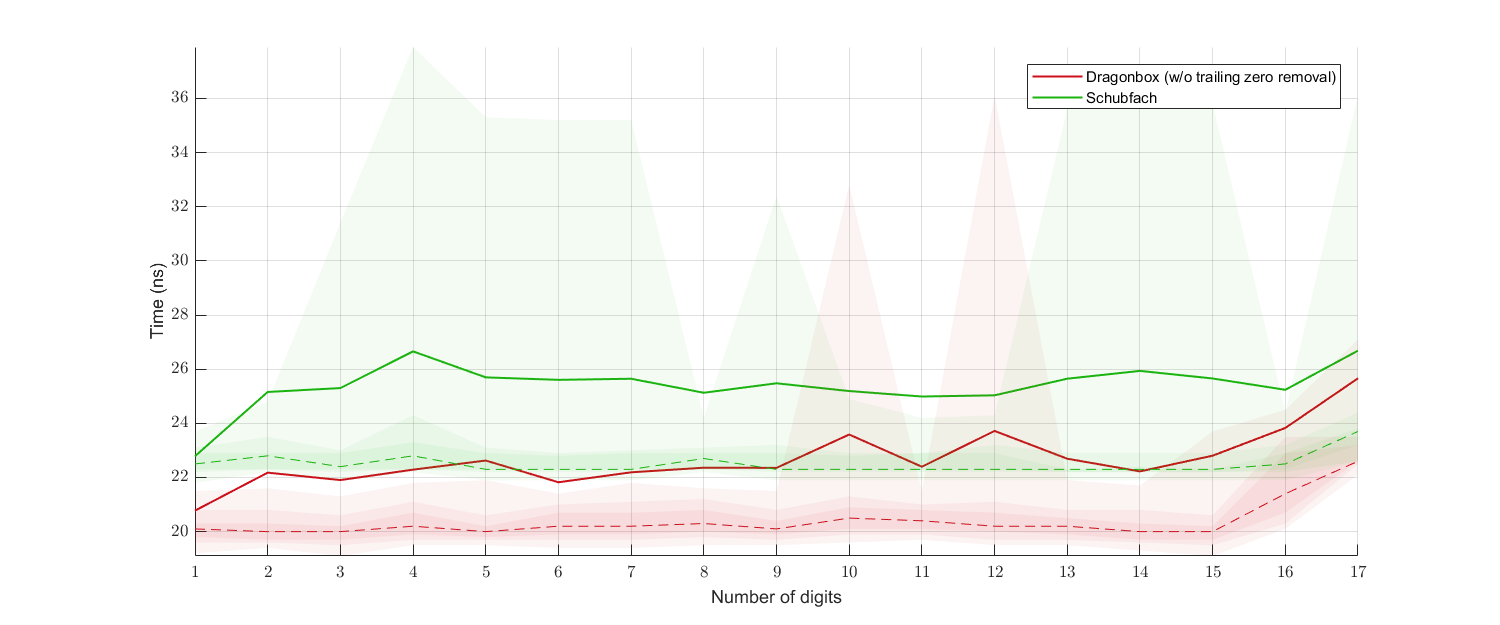 Dragonbox (w/o trailing zero removal)
Schubfach
36
34
32
30
28
26
24
22
20
Time (ns)
1 2 3 4 5 6 7 8 9 10 11 12 13 14 15 16 17
Number of digits